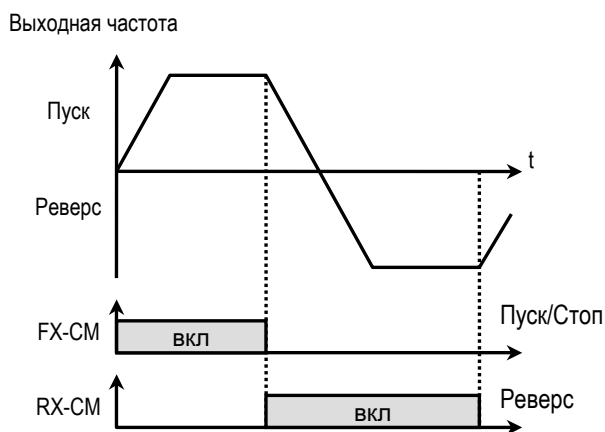 Выходная частота
Пуск
t
Реверс
FX-CM
вкл
Пуск/Стоп
RX-CM
вкл
Реверс